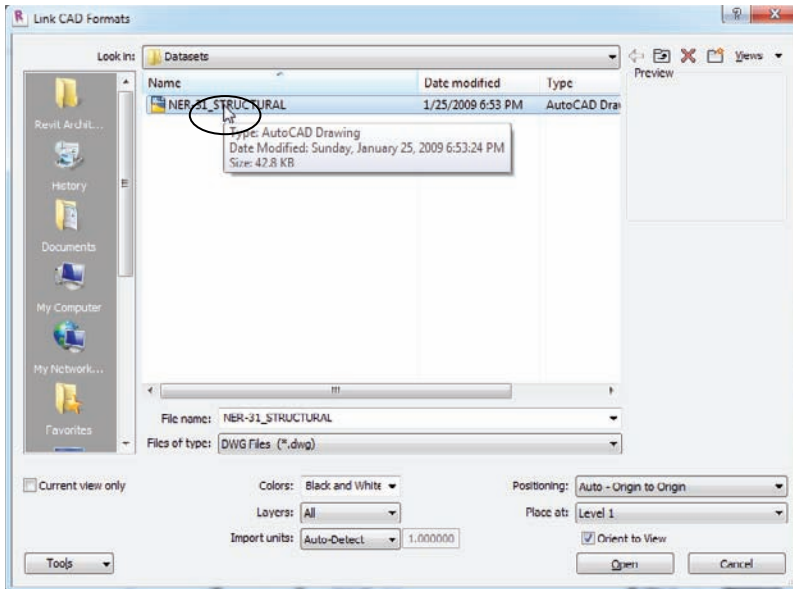 Link CAD Formats
Look in: Datasets Views
Name Date modified Type Preview
NER-31_STRUCTURAL 1/25/2009 6:53 PM AutoCAD Dra
Revit Archit...
Type: AutoCAD Drawing
Date Modified: Sunday, January 25, 2009 6:53:24 PM
Size: 42.8 KB
History
Documents
My Computer
My Network...
Favorites
File name: NER-31_STRUCTURAL
Files of type: DWG Files (*.dwg)
Current view only Colors: Black and White Positioning: Auto - Origin to Origin
Layers: All Place at: Level 1
Import units: Auto-Detect 1.000000 Orient to View
Tools Open Cancel